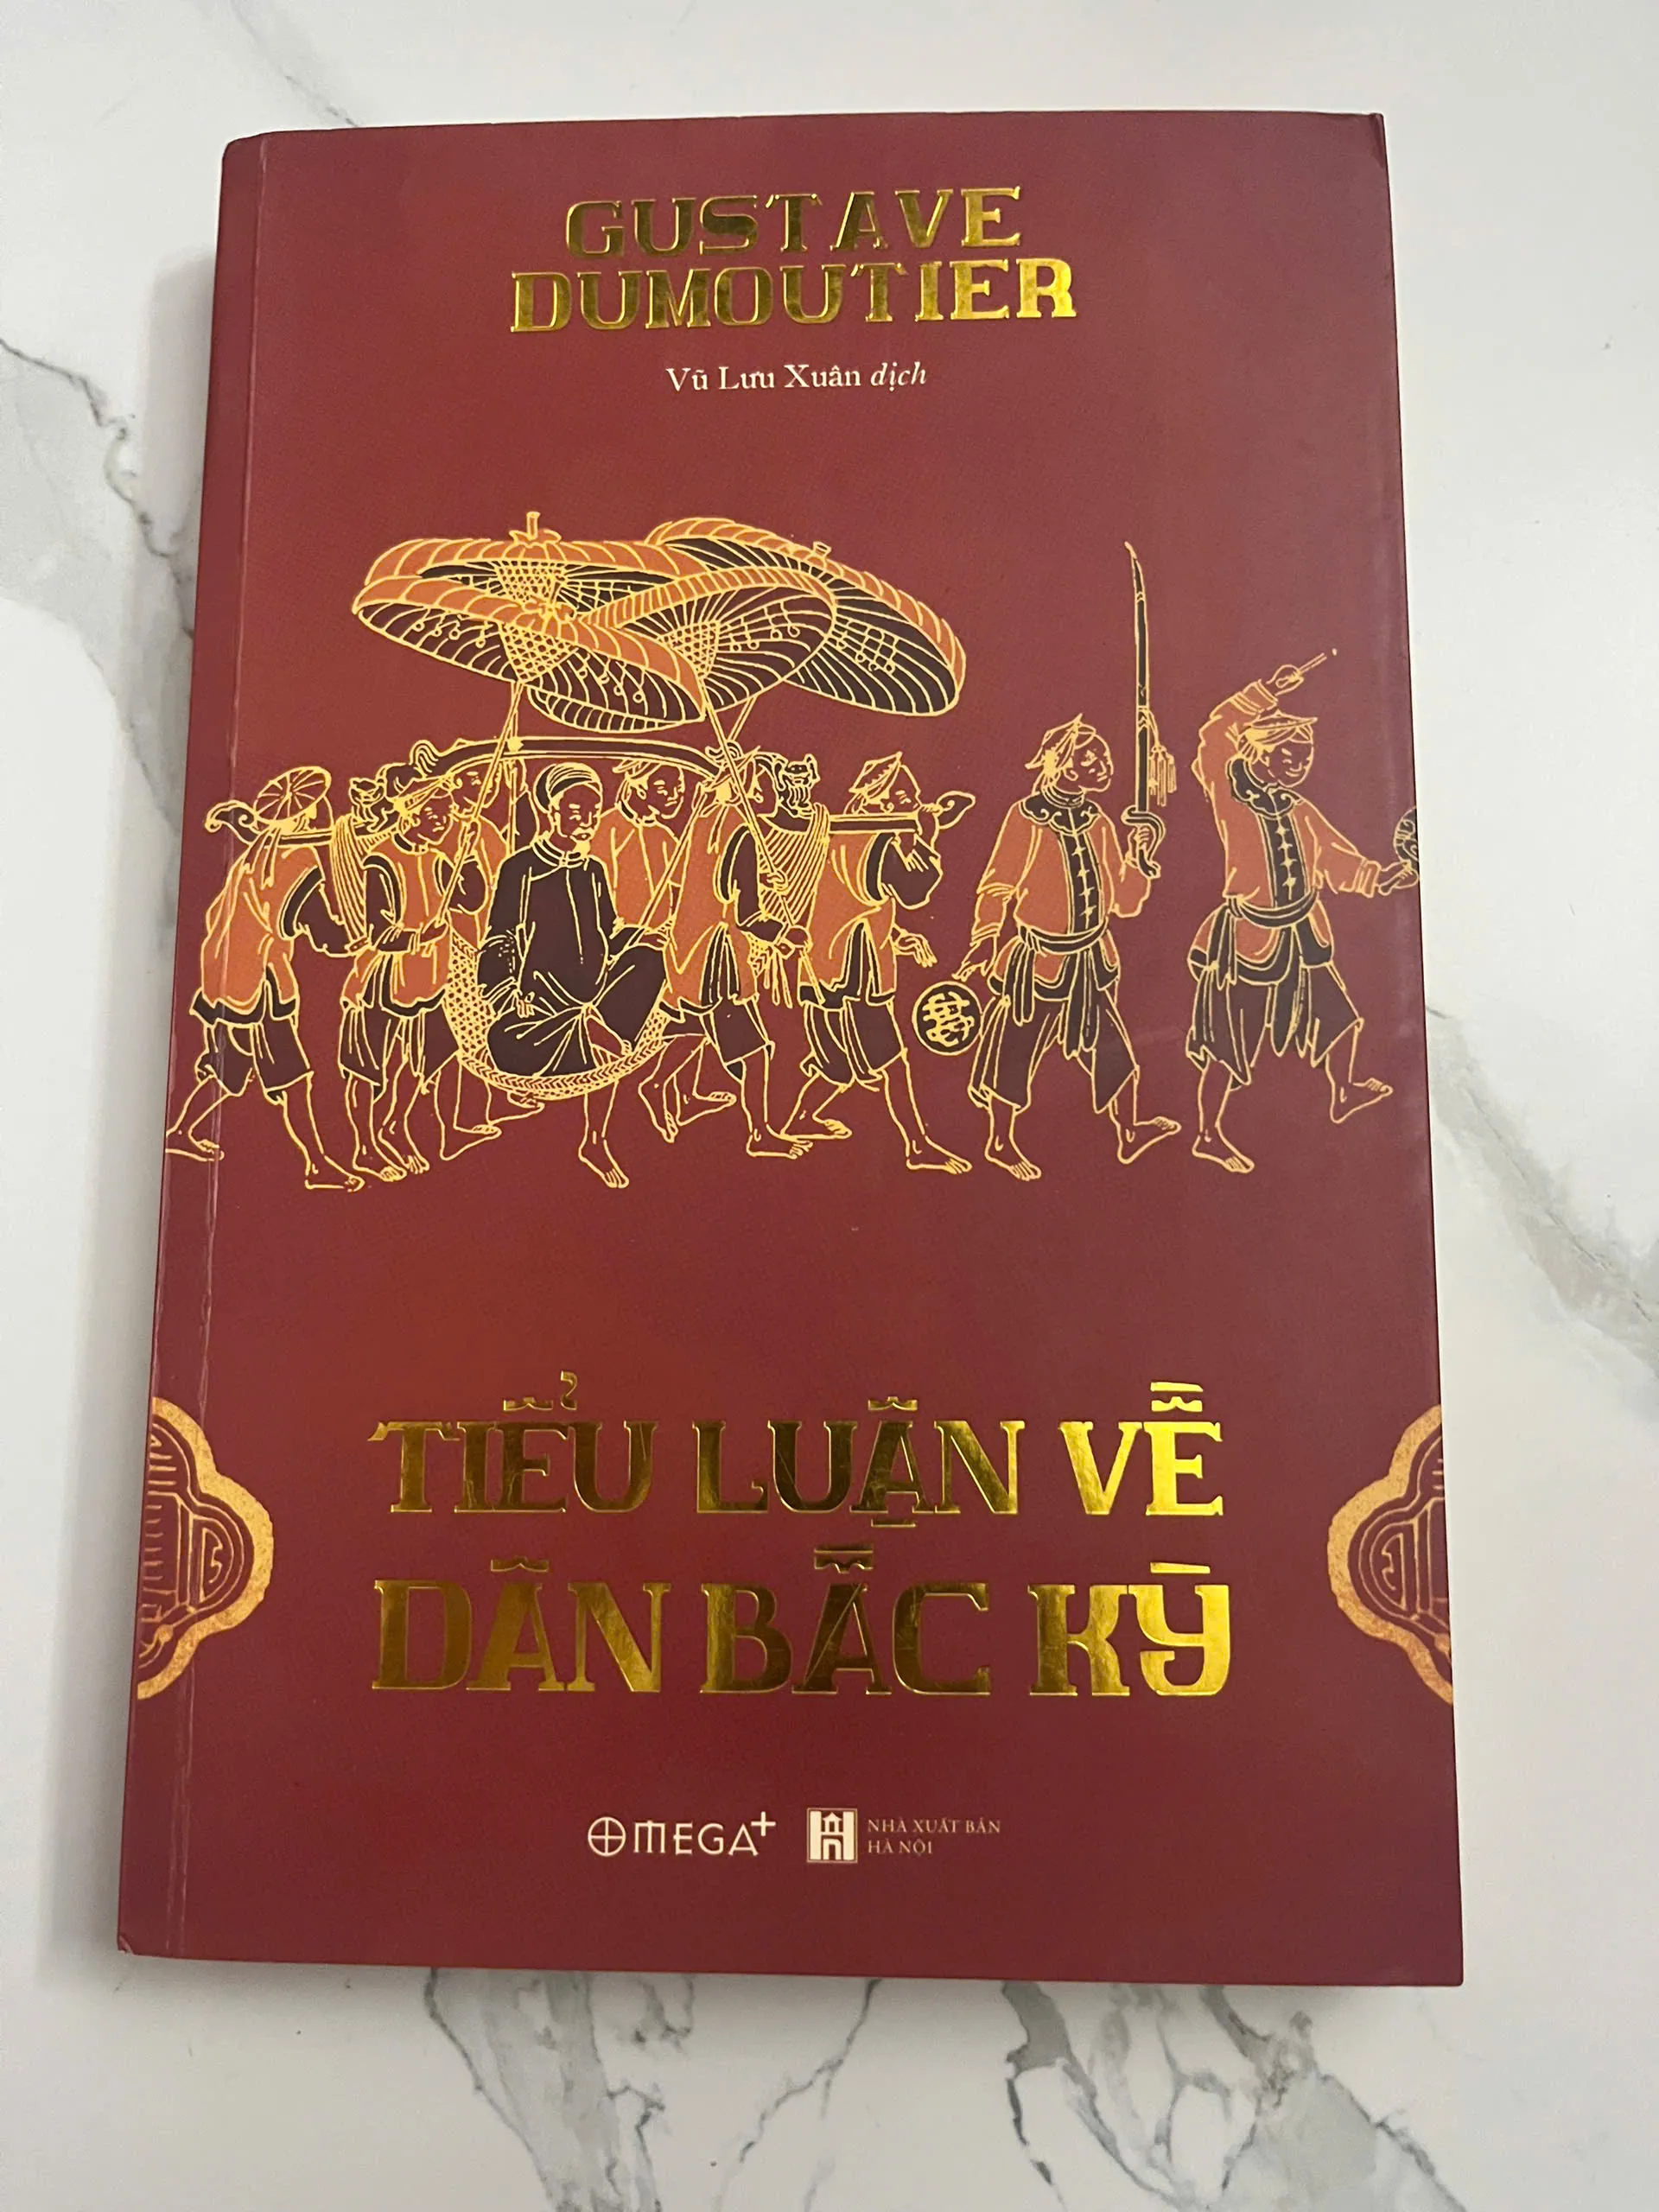 GUSTAVE
DUMOUTIER
Vũ Lưu Xuân dịch
TIỂU LUẬN VỀ
DÂN BẮC KỲ
OMEGA+
NHÀ XUẤT BẢN
HÀ NỘI